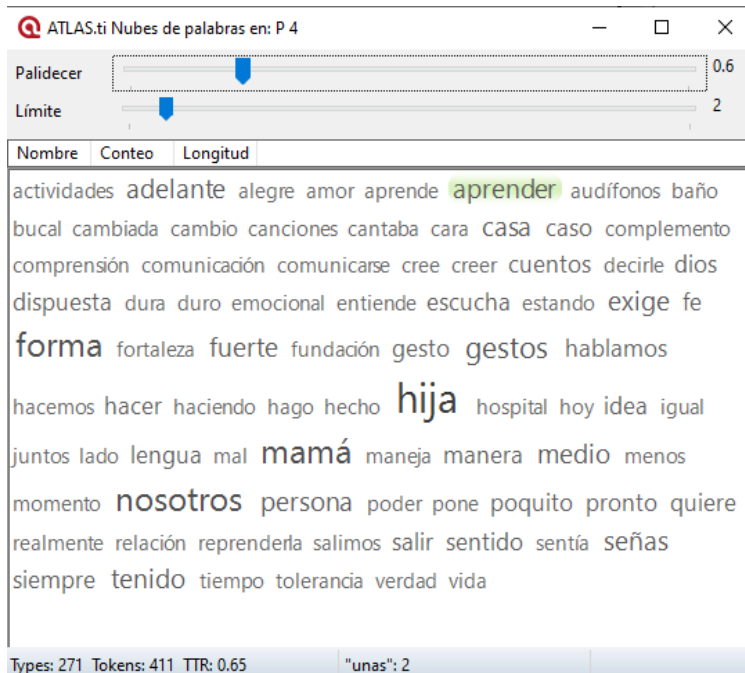 ATLAS.ti Nubes de palabras en: P 4
Palidecer 0.6
Límite 2
Nombre Conteo Longitud
actividades adelante alegre amor aprende aprender audífonos baño
bucal cambiada cambio canciones cantaba cara casa caso complemento
comprensión comunicación comunicarse cree creer cuentos decirle dios
dispuesta dura duro emocional entiende escucha estando exige fe
forma fortaleza fuerte fundación gesto gestos hablamos
hacemos hacer haciendo hago hecho hija hospital hoy idea igual
juntos lado lengua mal mamá maneja manera medio menos
momento nosotros persona poder pone poquito pronto quiere
realmente relación reprenderla salimos salir sentido sentía señas
siempre tenido tiempo tolerancia verdad vida
Types: 271 Tokens: 411 TTR: 0.65 "unas": 2